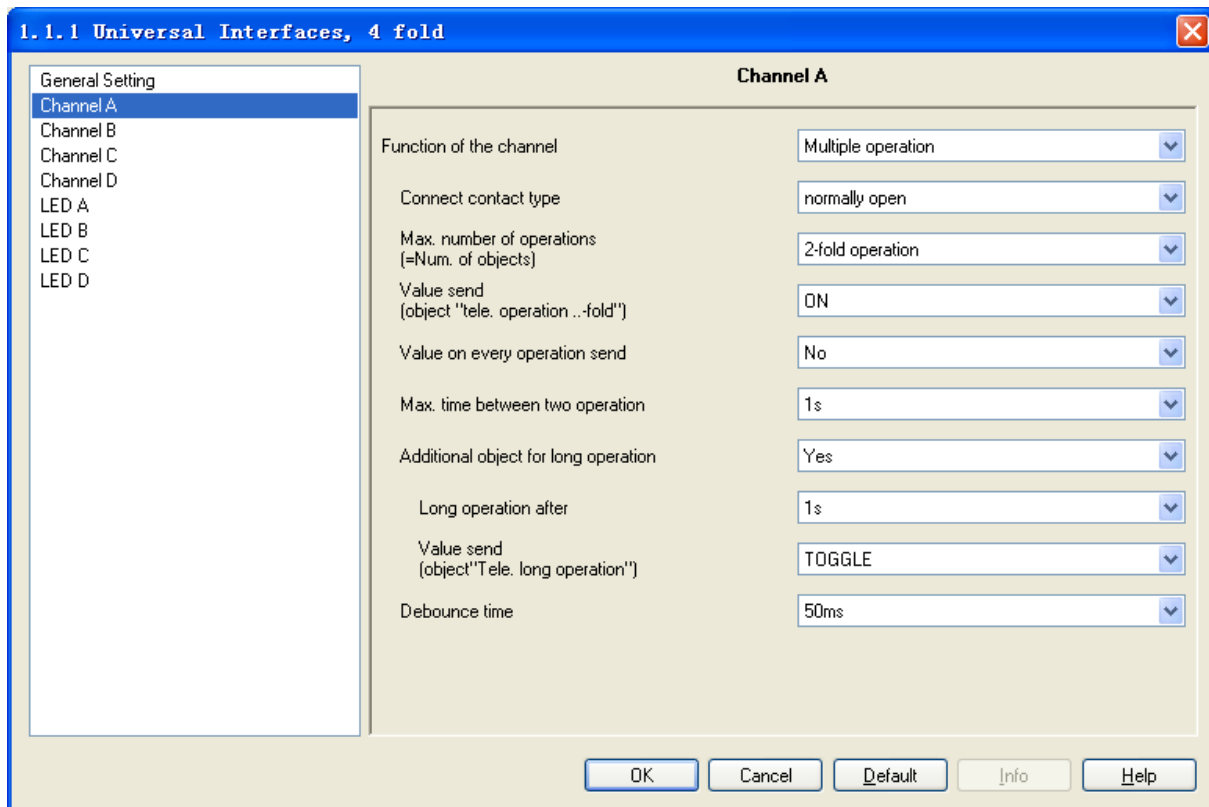 1.1.1 Universal Interfaces, 4 fold
General Setting
Channel A
Channel B
Channel C
Channel D
LED A
LED B
LED C
LED D
Channel A
Function of the channel
Multiple operation
Connect contact type
normally open
Max. number of operations
(=Num. of objects)
2-fold operation
Value send
(object "tele. operation ..-fold")
ON
Value on every operation send
No
Max. time between two operation
1s
Additional object for long operation
Yes
Long operation after
1s
Value send
(object"Tele. long operation")
TOGGLE
Debounce time
50ms
OK
Cancel
Default
Info
Help